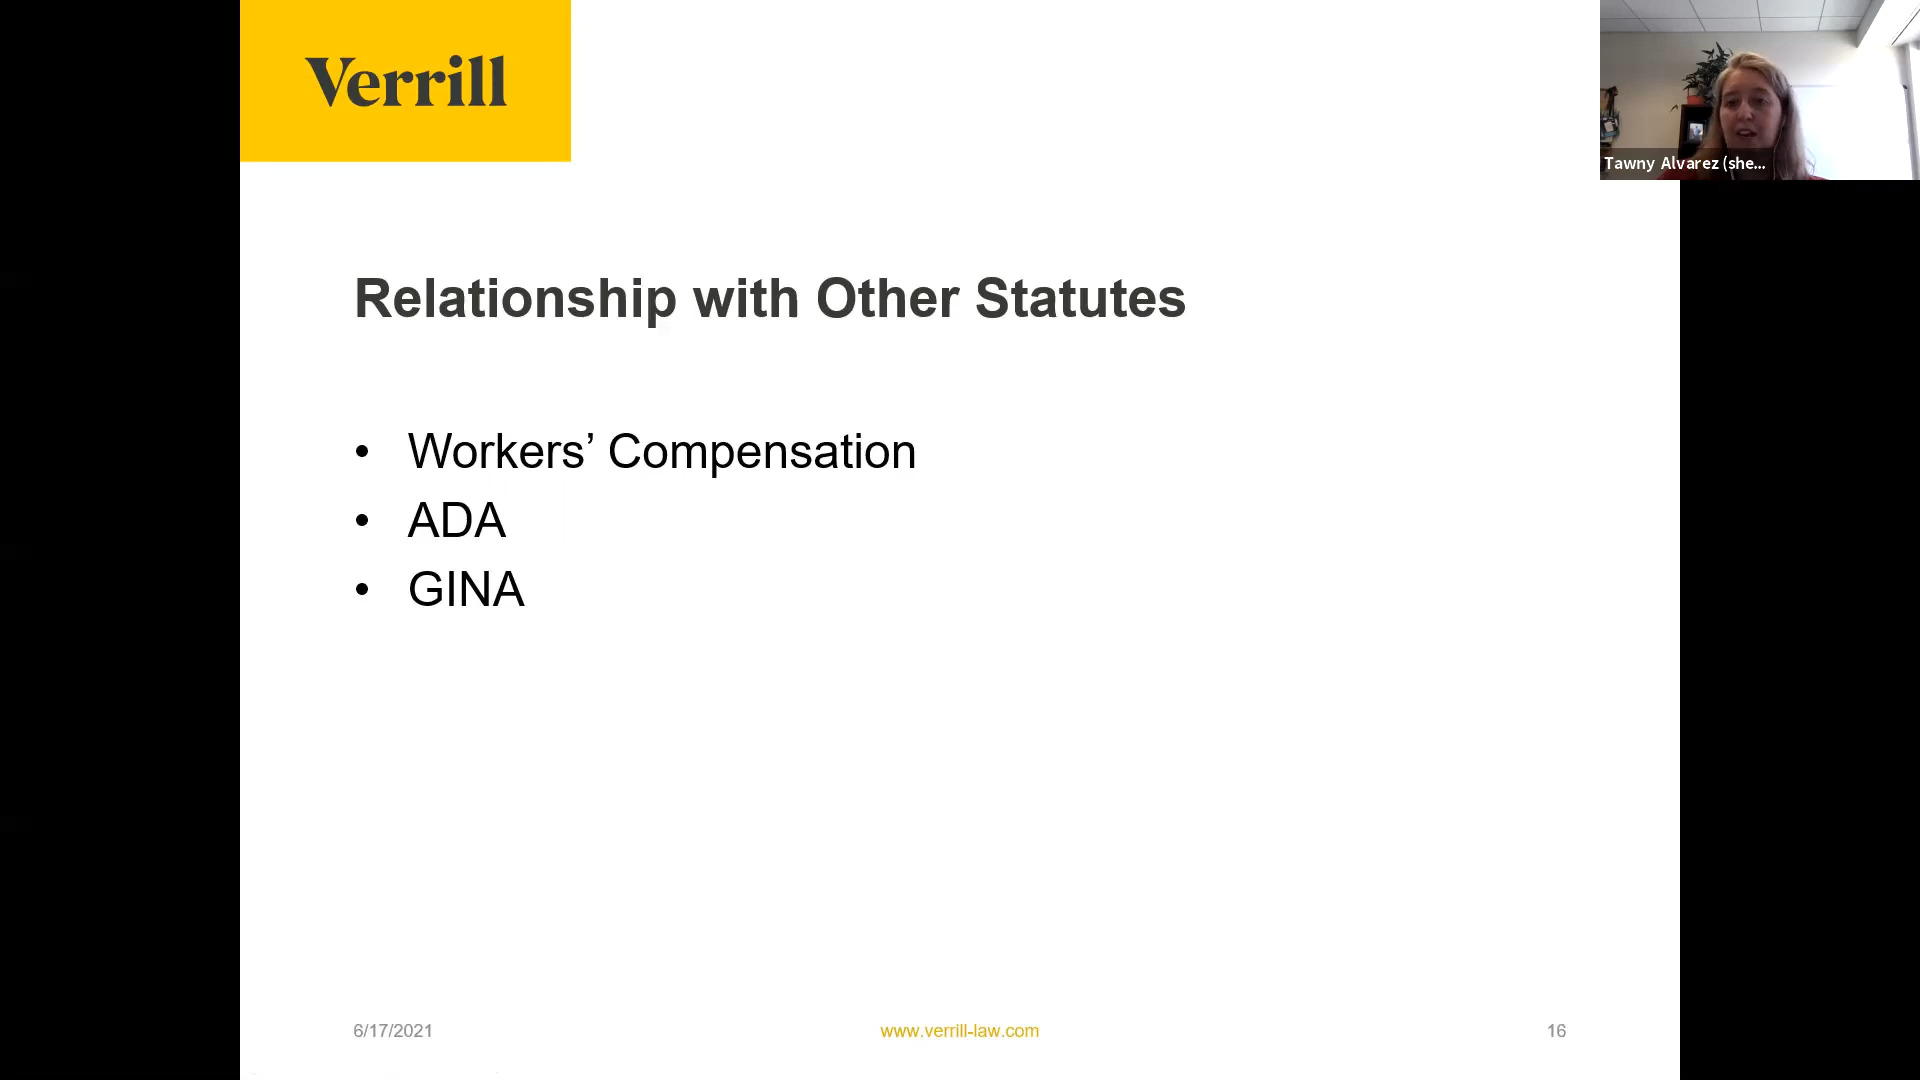 Verrill
Tawny Alvarez (she...
Relationship with Other Statutes
• Workers’ Compensation
• ADA
• GINA
6/17/2021
www.verrill-law.com
16